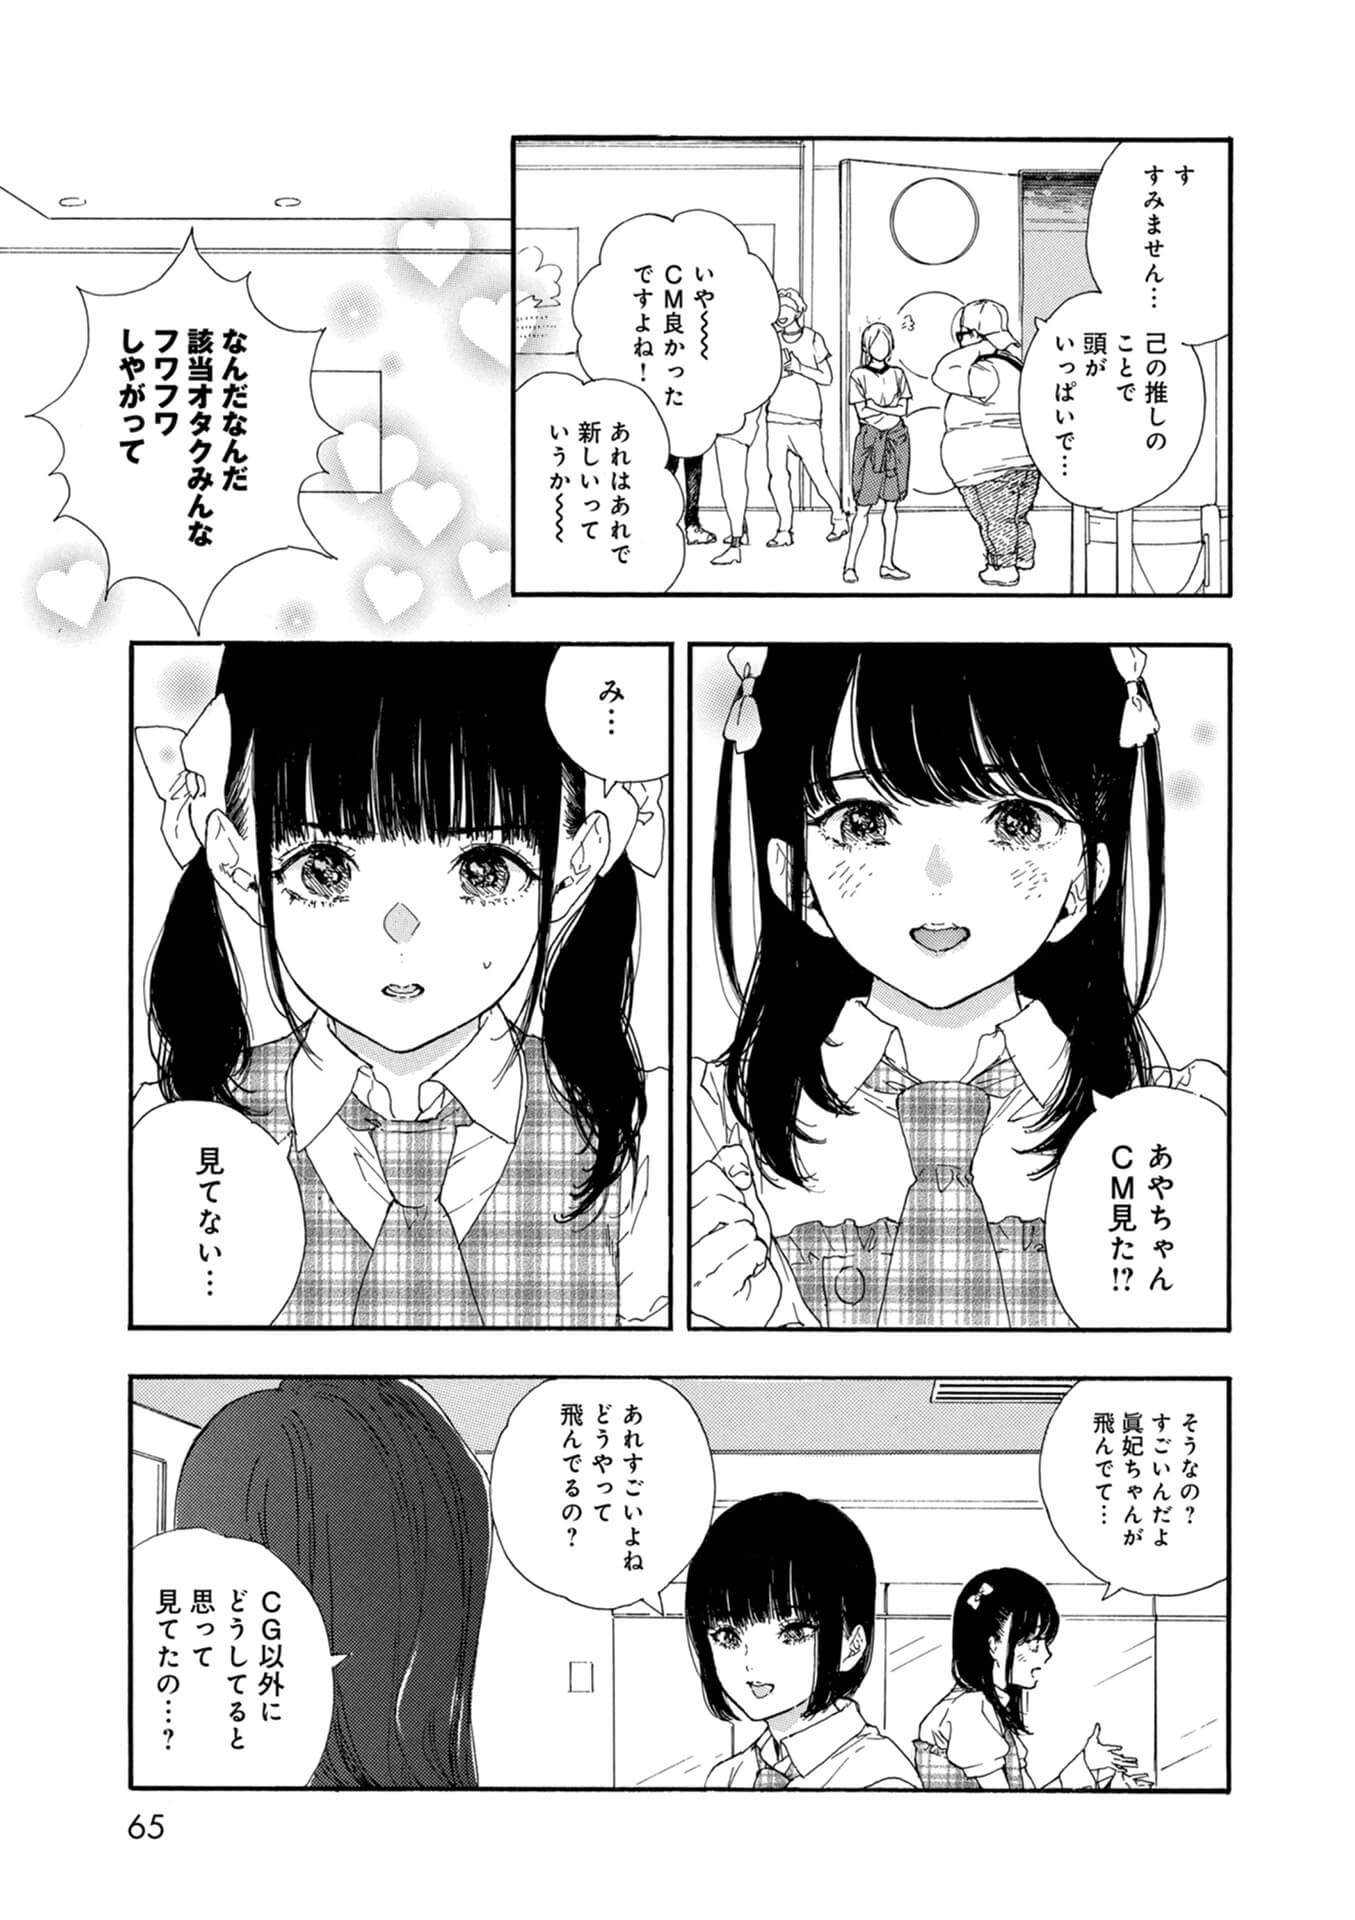 す
すみません…
己の推しの
ことで
頭が
いっぱいで…
いや〜〜〜
CM良かった
ですよね！
あれはあれで
新しいって
いうか〜〜〜
なんだなんだ
該当オタクみんな
フワフワ
しやがって
あやちゃん
CM見た!?
み…
見てない…
そうなの？
すごいんだよ
眞妃ちゃんが
飛んでて…
あれすごいよね
どうやって
飛んでるの？
CG以外に
どうしてると
思って
見てたの…？
65